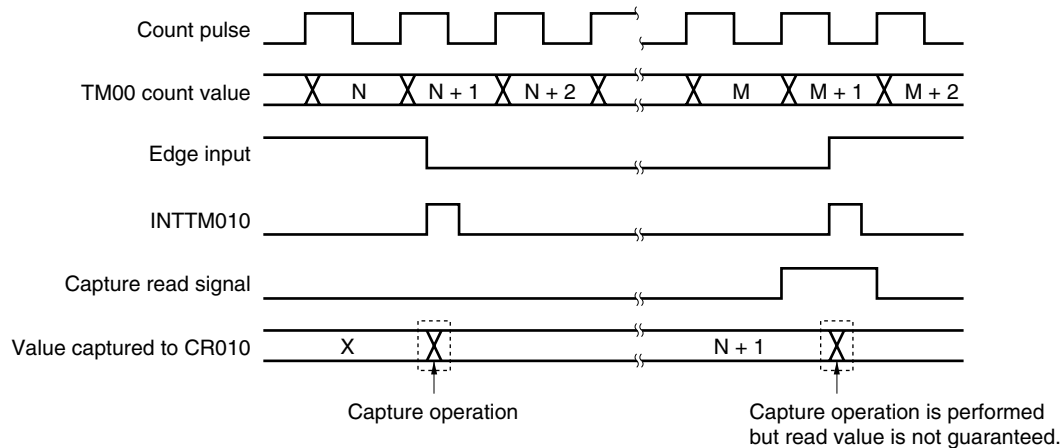 Count pulse
TM00 count value
N
N + 1
N + 2
M
M + 1
M + 2
Edge input
INTTM010
Capture read signal
Value captured to CR010
X
N + 1
Capture operation
Capture operation is performed
but read value is not guaranteed.